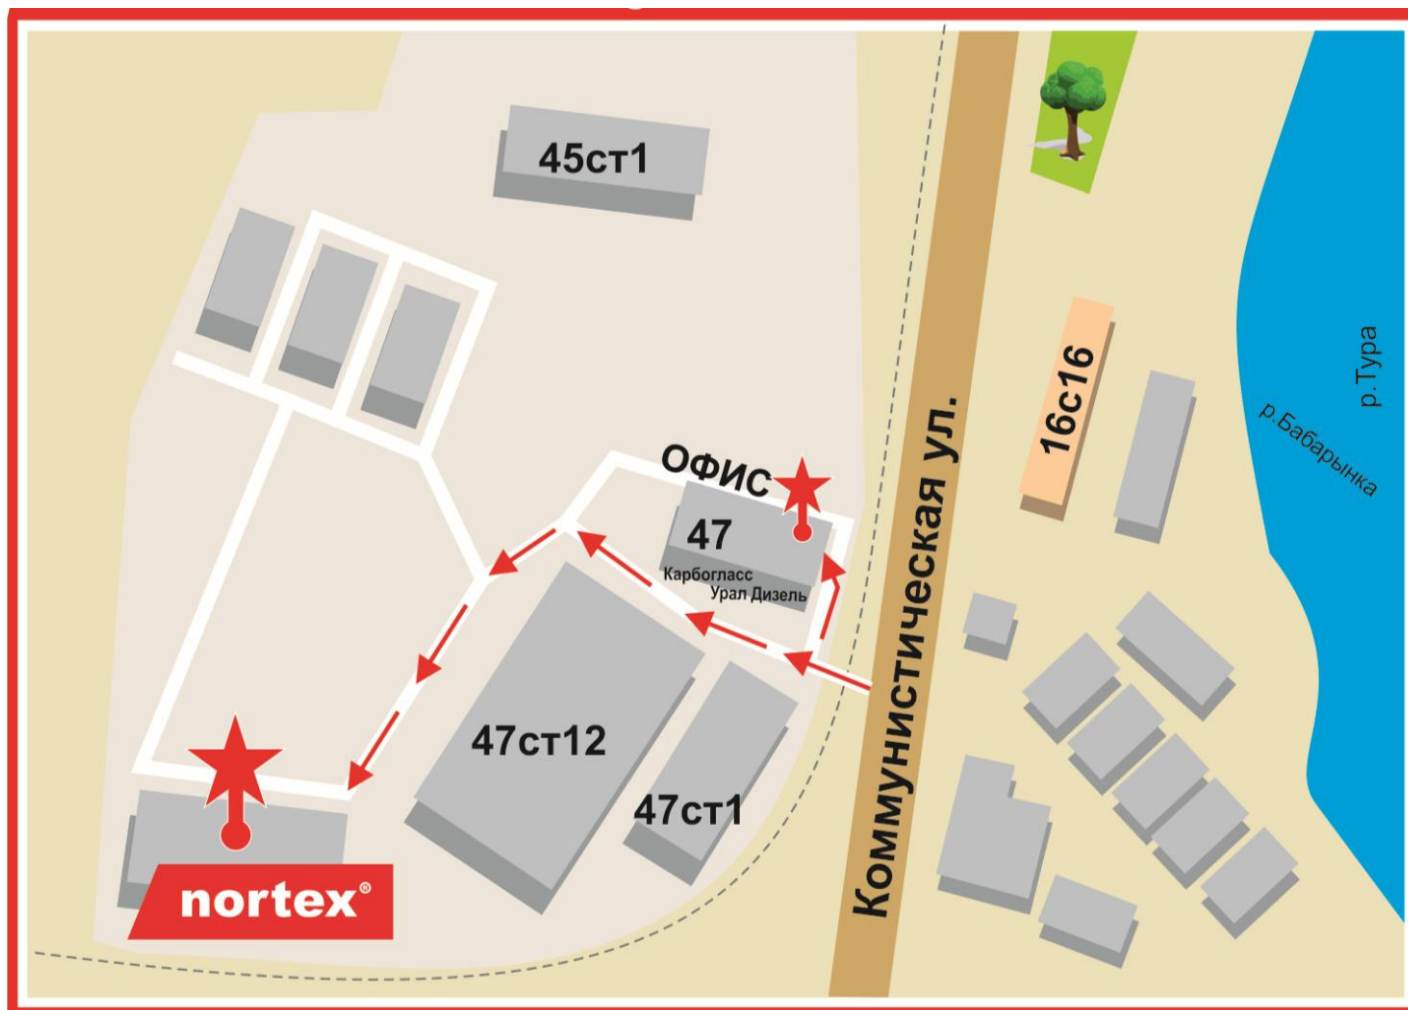 45ст1
ОФИС
47
Карбогласс
Урал Дизель
47ст12
47ст1
nortex®
Коммунистическая ул.
16с16
р.Бабарынка
р.Тура